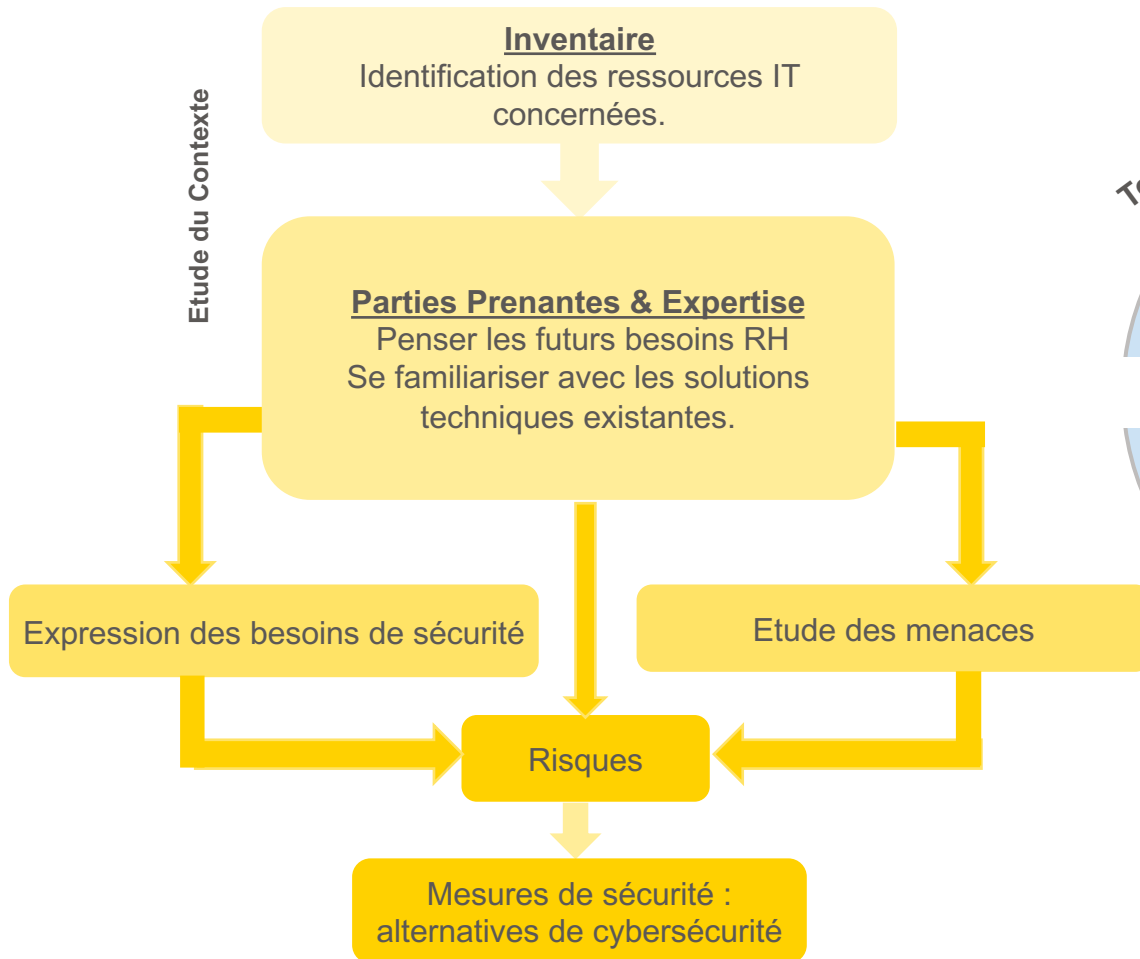 Inventaire
Identification des ressources IT
concernées.
Etude du Contexte
Parties Prenantes & Expertise
Penser les futurs besoins RH
Se familiariser avec les solutions
techniques existantes.
Expression des besoins de sécurité
Etude des menaces
Risques
Mesures de sécurité :
alternatives de cybersécurité